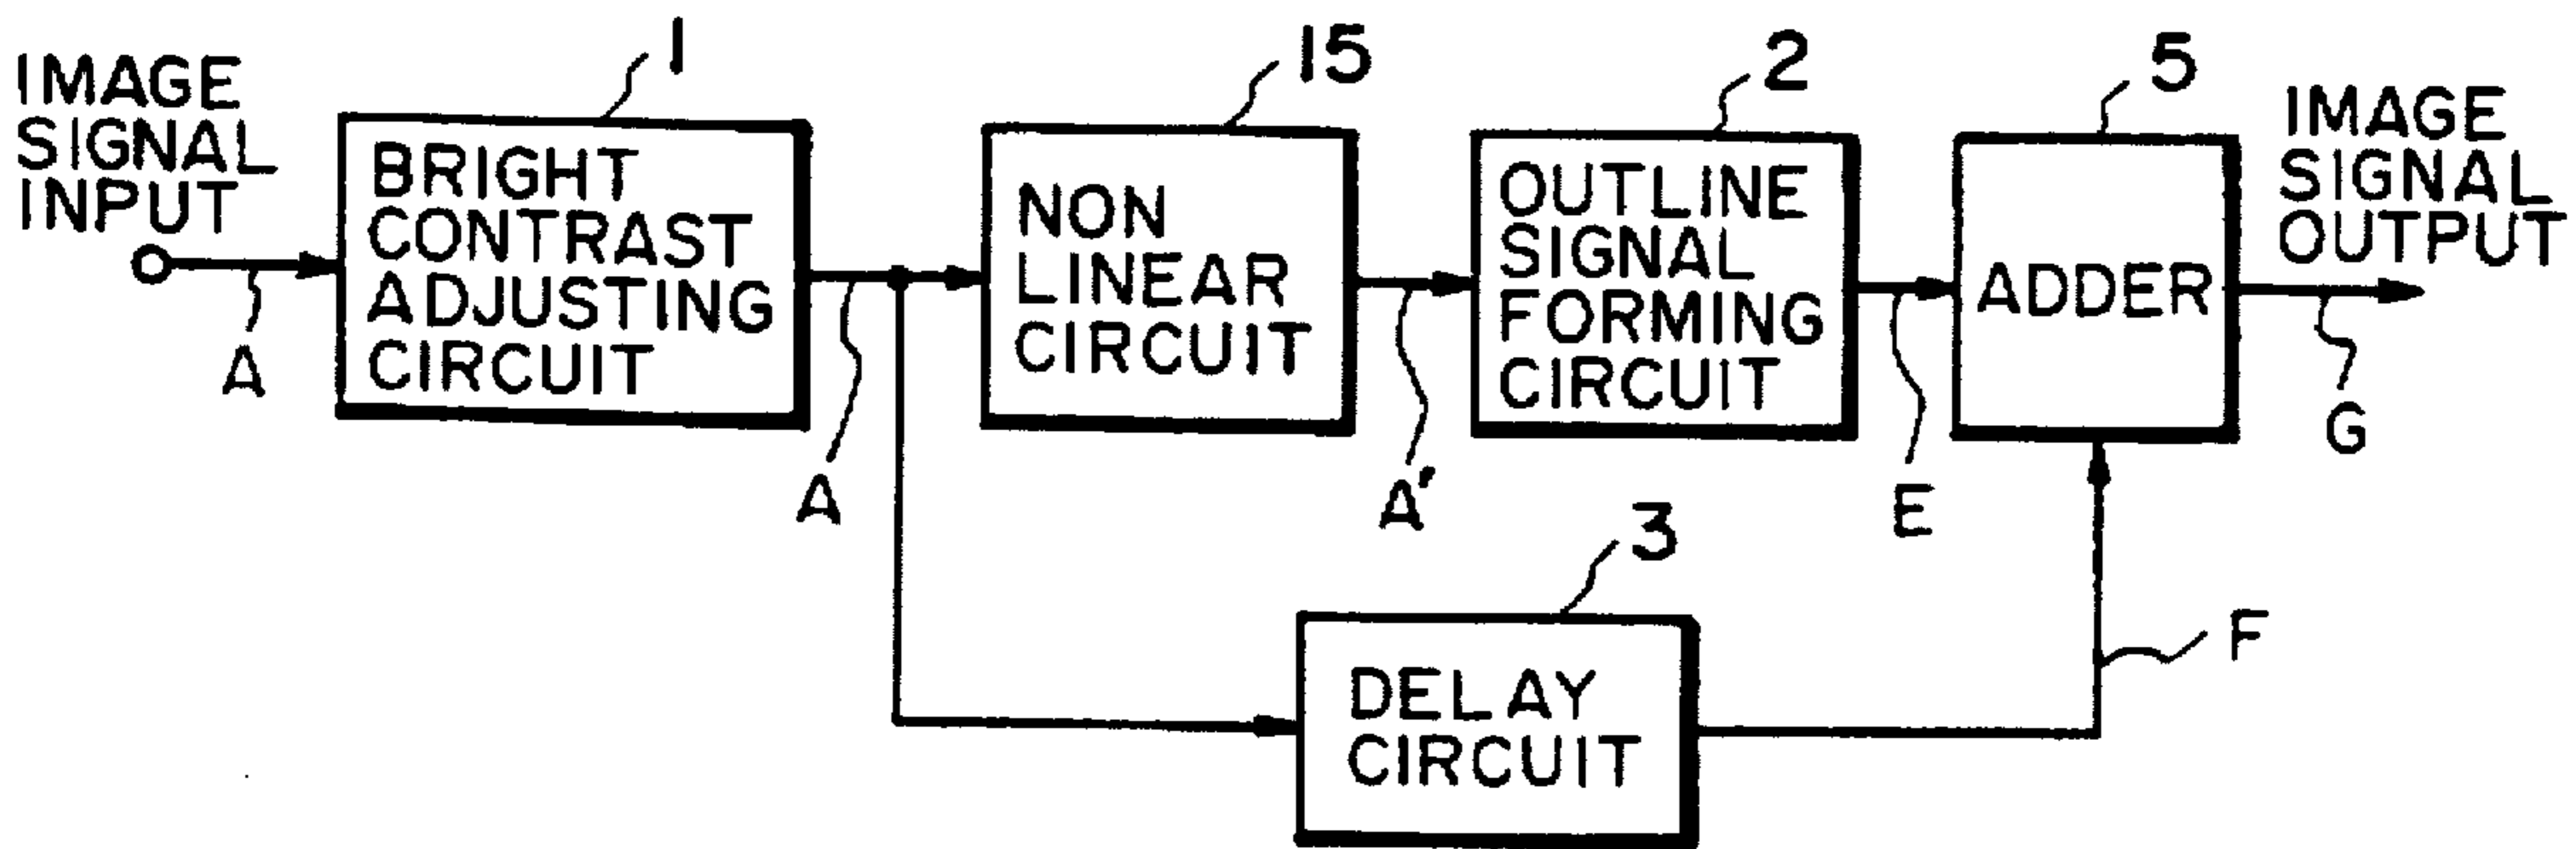 IMAGE
SIGNAL
INPUT
A
1
BRIGHT
CONTRAST
ADJUSTING
CIRCUIT
A
15
NON
LINEAR
CIRCUIT
A'
2
OUTLINE
SIGNAL
FORMING
CIRCUIT
E
5
ADDER
IMAGE
SIGNAL
OUTPUT
G
3
DELAY
CIRCUIT
F